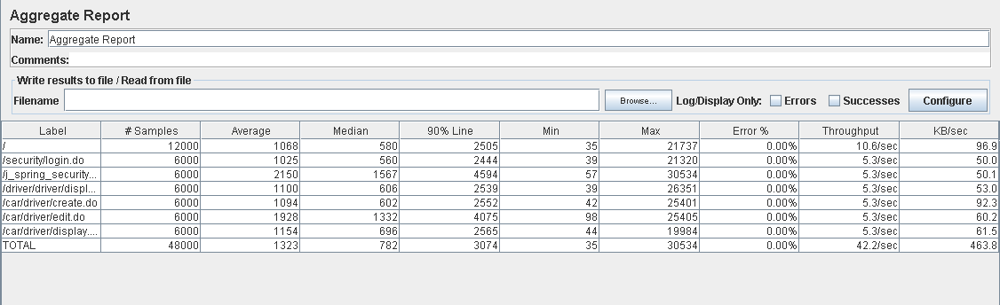 Aggregate Report
Name: Aggregate Report
Comments:
Write results to file / Read from file
Filename Browse... Log/Display Only: Errors Successes Configure
Label # Samples Average Median 90% Line Min Max Error % Throughput KB/sec
/ 12000 1068 580 2505 35 21737 0.00% 10.6/sec 96.9
/security/login.do 6000 1025 560 2444 39 21320 0.00% 5.3/sec 50.0
/j_spring_security... 6000 2150 1567 4594 57 30534 0.00% 5.3/sec 50.1
/driver/driver/displ... 6000 1100 606 2539 39 26351 0.00% 5.3/sec 53.0
/car/driver/create.do 6000 1094 602 2552 42 25401 0.00% 5.3/sec 92.3
/car/driver/edit.do 6000 1928 1332 4075 98 25405 0.00% 5.3/sec 60.2
/car/driver/display.... 6000 1154 696 2565 44 19984 0.00% 5.3/sec 61.5
TOTAL 48000 1323 782 3074 35 30534 0.00% 42.2/sec 463.8